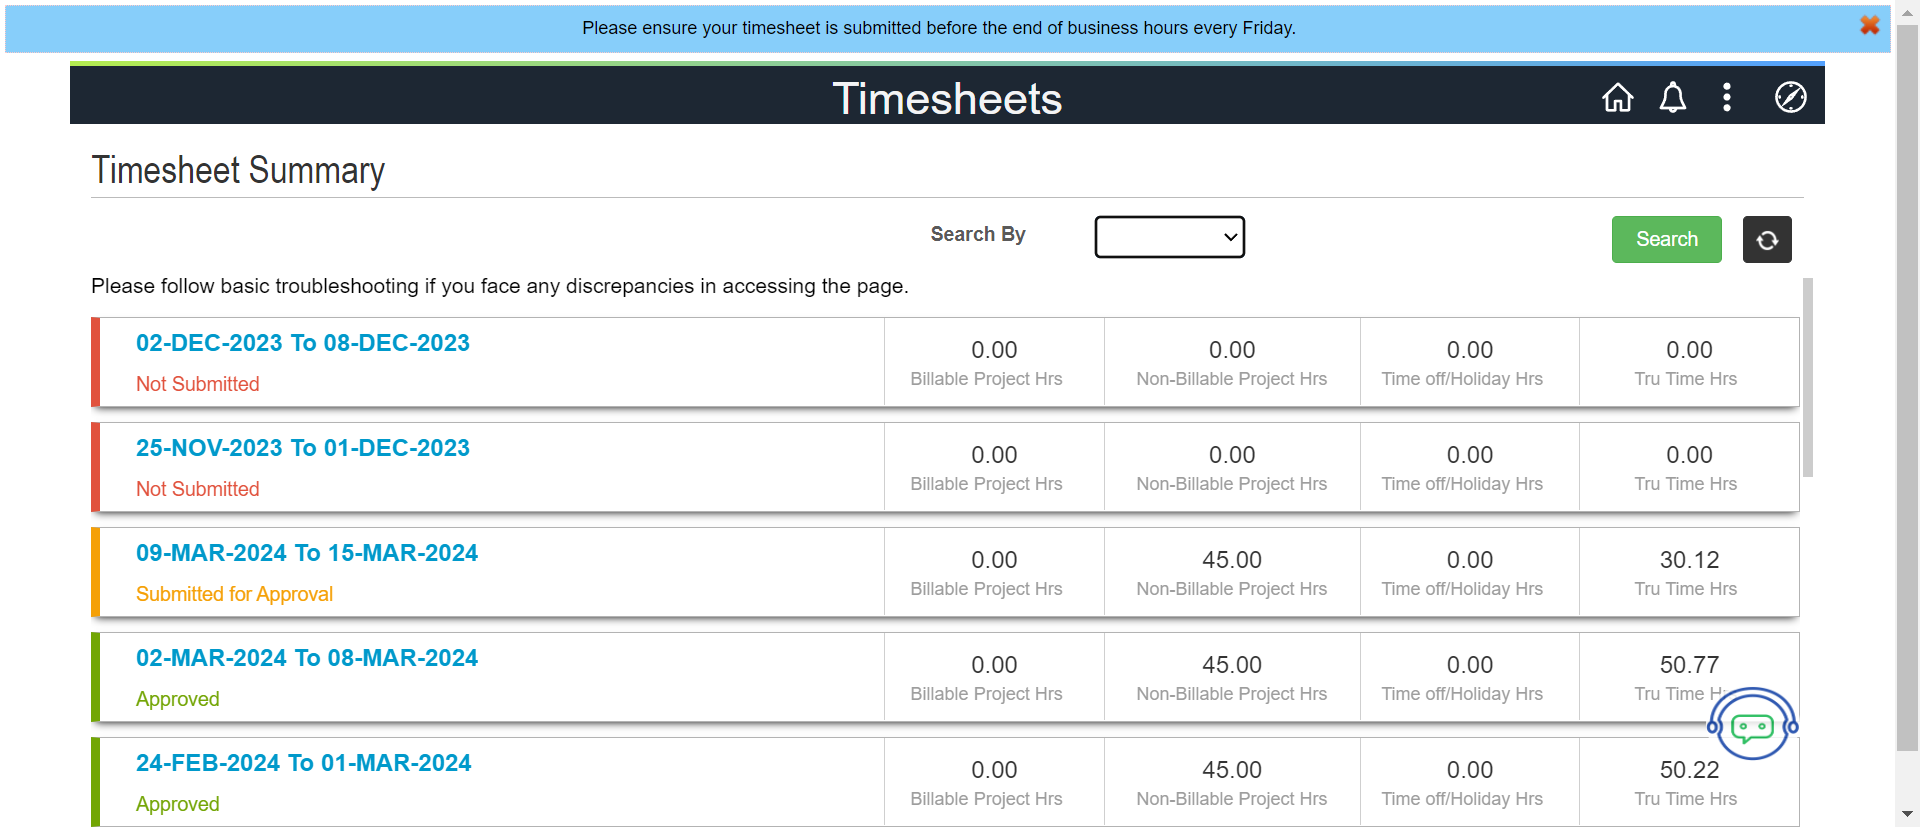 Please ensure your timesheet is submitted before the end of business hours every Friday.
Timesheets
Timesheet Summary
Search By
Search
Please follow basic troubleshooting if you face any discrepancies in accessing the page.
02-DEC-2023 To 08-DEC-2023
Not Submitted
0.00 0.00 0.00 0.00
Billable Project Hrs Non-Billable Project Hrs Time off/Holiday Hrs Tru Time Hrs
25-NOV-2023 To 01-DEC-2023
Not Submitted
0.00 0.00 0.00 0.00
Billable Project Hrs Non-Billable Project Hrs Time off/Holiday Hrs Tru Time Hrs
09-MAR-2024 To 15-MAR-2024
Submitted for Approval
0.00 45.00 0.00 30.12
Billable Project Hrs Non-Billable Project Hrs Time off/Holiday Hrs Tru Time Hrs
02-MAR-2024 To 08-MAR-2024
Approved
0.00 45.00 0.00 50.77
Billable Project Hrs Non-Billable Project Hrs Time off/Holiday Hrs Tru Time
24-FEB-2024 To 01-MAR-2024
Approved
0.00 45.00 0.00 50.22
Billable Project Hrs Non-Billable Project Hrs Time off/Holiday Hrs Tru Time Hrs